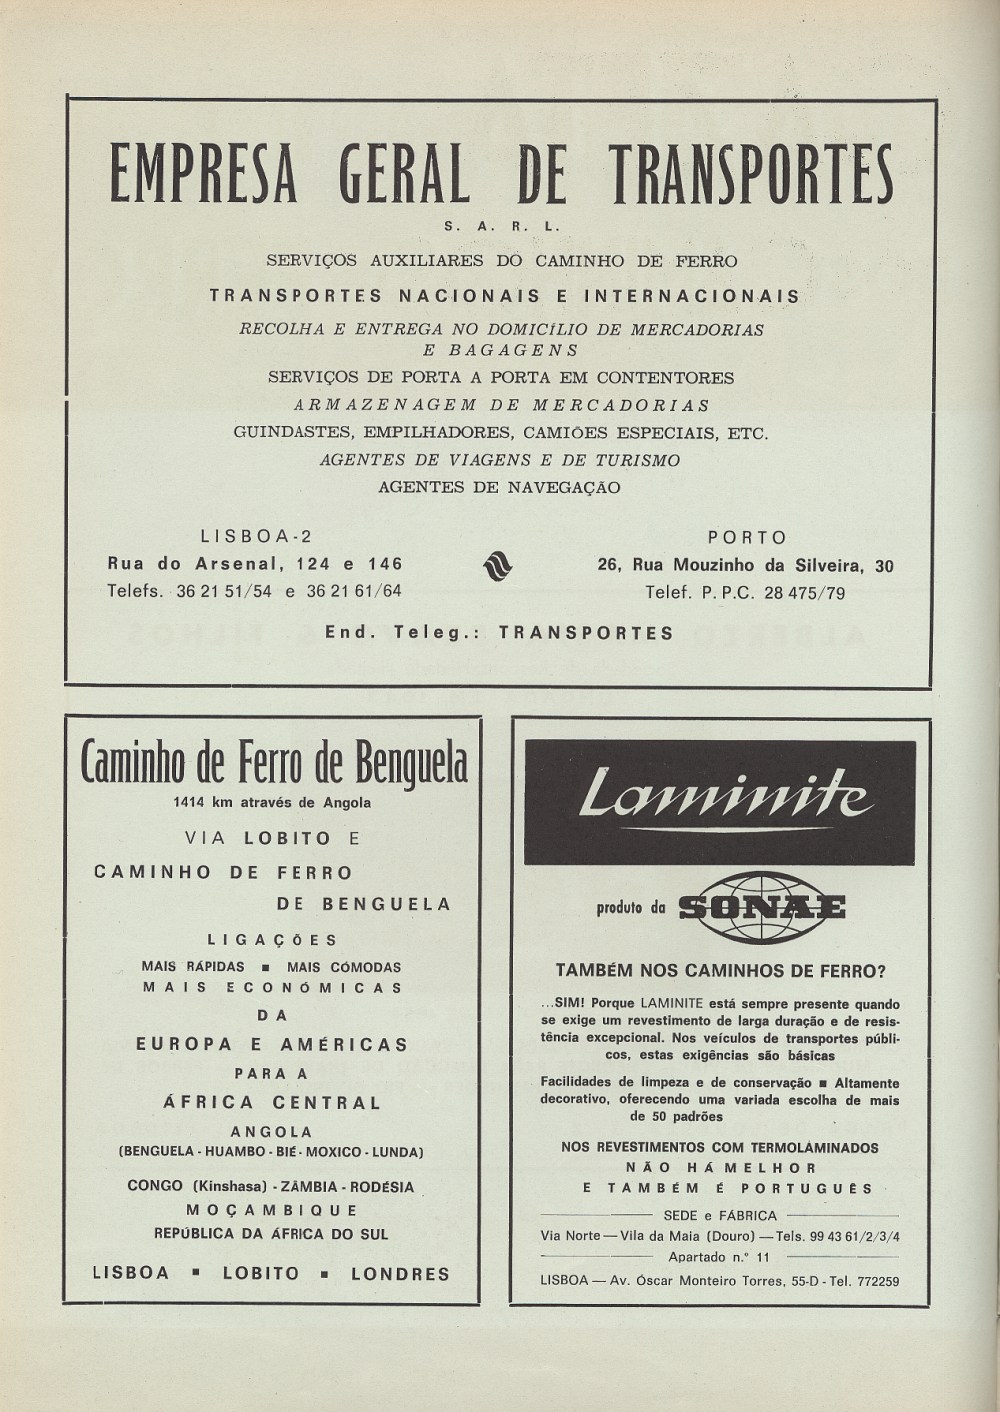 EMPRESA GERAL DE TRANSPORTES
S. A. R. L.
SERVIÇOS AUXILIARES DO CAMINHO DE FERRO
TRANSPORTES NACIONAIS E INTERNACIONAIS
RECOLHA E ENTREGA NO DOMICÍLIO DE MERCADORIAS
E BAGAGENS
SERVIÇOS DE PORTA A PORTA EM CONTENTORES
ARMAZENAGEM DE MERCADORIAS
GUINDASTES, EMPILHADORES, CAMIÕES ESPECIAIS, ETC.
AGENTES DE VIAGENS E DE TURISMO
AGENTES DE NAVEGAÇÃO
LISBOA-2
Rua do Arsenal, 124 e 146
Telefs. 36 21 51/54 e 36 21 61/64
PORTO
26, Rua Mouzinho da Silveira, 30
Telef. P. P.C. 28 475/79
End. Teleg.: TRANSPORTES
Caminho de Ferro de Benguela
1414 km através de Angola
VIA LOBITO E
CAMINHO DE FERRO
DE BENGUELA
LIGAÇÕES
MAIS RÁPIDAS ■ MAIS CÓMODAS
MAIS ECONÓMICAS
DA
EUROPA E AMÉRICAS
PARA A
ÁFRICA CENTRAL
ANGOLA
(BENGUELA - HUAMBO - BIÉ - MOXICO - LUNDA)
CONGO (Kinshasa) - ZÂMBIA - RODÉSIA
MOÇAMBIQUE
REPÚBLICA DA ÁFRICA DO SUL
LISBOA ■ LOBITO ■ LONDRES
Laminite
produto da SONAE
TAMBÉM NOS CAMINHOS DE FERRO?
...SIM! Porque LAMINITE está sempre presente quando
se exige um revestimento de larga duração e de resis-
tência excepcional. Nos veículos de transportes públi-
cos, estas exigências são básicas
Facilidades de limpeza e de conservação ■ Altamente
decorativo, oferecendo uma variada escolha de mais
de 50 padrões
NOS REVESTIMENTOS COM TERMOLAMINADOS
NÃO HÁ MELHOR
E TAMBÉM É PORTUGUÊS
SEDE e FÁBRICA
Via Norte — Vila da Maia (Douro) — Tels. 99 43 61/2/3/4
Apartado n.º 11
LISBOA — Av. Óscar Monteiro Torres, 55-D - Tel. 772259